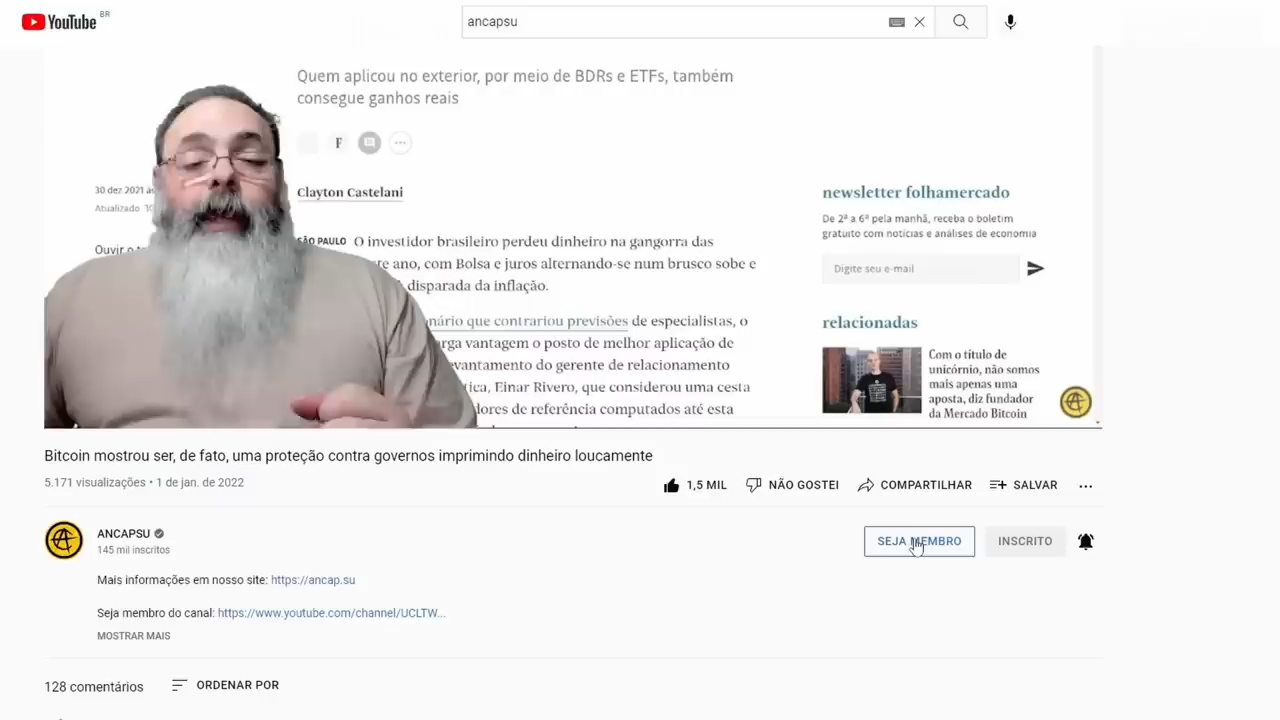 YouTube BR
ancapsu
Quem aplicou no exterior, por meio de BDRs e ETFs, também
consegue ganhos reais
F
30 dez 2021 às
Clayton Castelani
Atualizado
Ouvir o
SÃO PAULO O investidor brasileiro perdeu dinheiro na gangorra das
te ano, com Bolsa e juros alternando-se num brusco sobe e
disparada da inflação.
que contrariou previsões de especialistas, o
vantagem o posto de melhor aplicação de
do gerente de relacionamento
Einar Rivero, que considerou uma cesta
de referência computados até esta
newsletter folhamercado
De 2ª a 6ª pela manhã, receba o boletim
gratuito com notícias e análises de economia
Digite seu e-mail
relacionadas
Com o título de
unicórnio, não somos
mais apenas uma
aposta, diz fundador
da Mercado Bitcoin
Bitcoin mostrou ser, de fato, uma proteção contra governos imprimindo dinheiro loucamente
5.171 visualizações • 1 de jan. de 2022
1,5 MIL NÃO GOSTEI COMPARTILHAR SALVAR
ANCAPSU
145 mil inscritos
SEJA MEMBRO INSCRITO
Mais informações em nosso site: https://ancap.su
Seja membro do canal: https://www.youtube.com/channel/UCLTW...
MOSTRAR MAIS
128 comentários ORDENAR POR